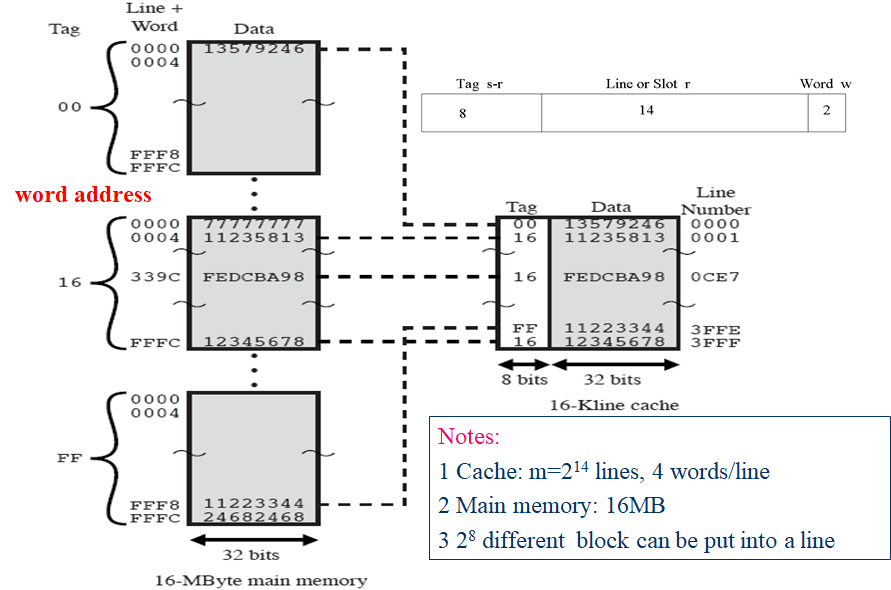 Line +
Tag Word Data
0000 13579246
0004
00
FFF8
FFFC
Tag s-r Line or Slot r Word w
8 14 2
word address
0000 77777777
0004 11235813
16 339C FEDCBA98
FFFC 12345678
Line
Tag Data Number
00 13579246 0000
16 11235813 0001
16 FEDCBA98 0CE7
FF 11223344 3FFE
16 12345678 3FFF
8 bits 32 bits
16-Kline cache
0000
0004
FF
FFF8 11223344
FFFC 24682468
32 bits
16-MByte main memory
Notes:
1 Cache: m=2¹⁴ lines, 4 words/line
2 Main memory: 16MB
3 2⁸ different block can be put into a line